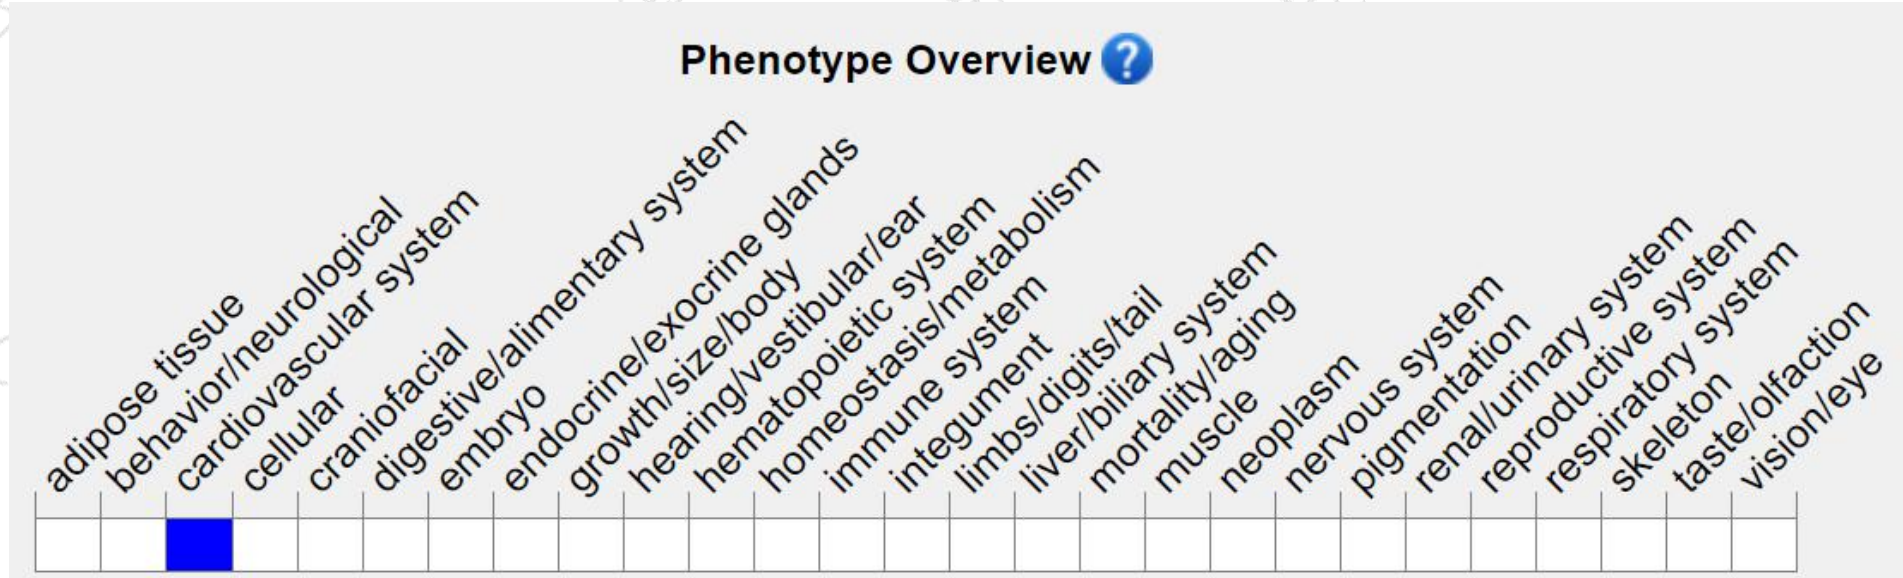 Phenotype Overview ?
adipose tissue
behavior/neurological
cardiovascular system
cellular
craniofacial
digestive/alimentary system
embryo
endocrine/exocrine glands
growth/size/body
hearing/vestibular/ear
hematopoietic system
homeostasis/metabolism
immune system
integument
limbs/digits/tail
liver/biliary system
mortality/aging
muscle
neoplasm
nervous system
pigmentation
renal/urinary system
reproductive system
respiratory system
skeleton
taste/olfaction
vision/eye